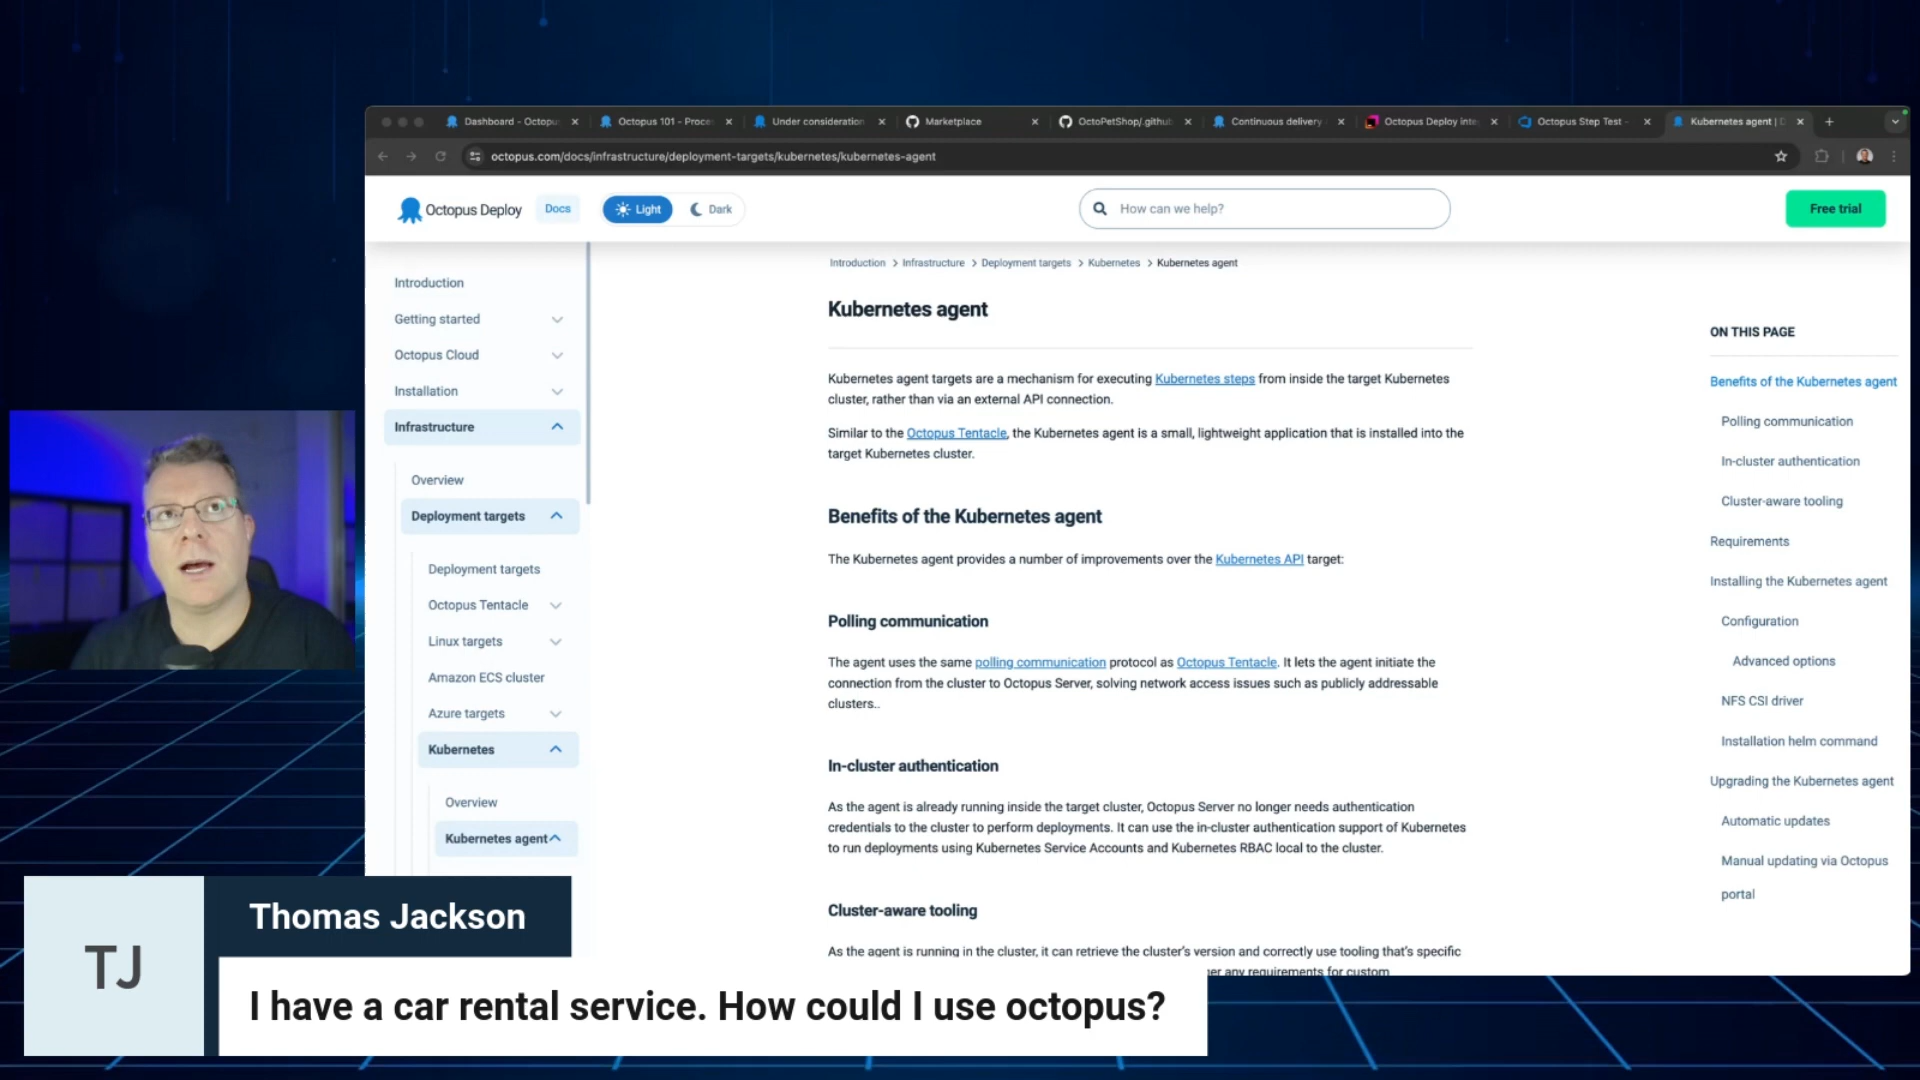 Dashboard - Octopu
Octopus 101 - Proce
Under consideration
Marketplace
OctoPetShop/.githu
Continuous delivery
Octopus Deploy inte
Octopus Step Test -
Kubernetes agent | D
octopus.com/docs/infrastructure/deployment-targets/kubernetes/kubernetes-agent
Octopus Deploy
Docs
Light
Dark
How can we help?
Free trial
Introduction
Getting started
Octopus Cloud
Installation
Infrastructure
Overview
Deployment targets
Deployment targets
Octopus Tentacle
Linux targets
Amazon ECS cluster
Azure targets
Kubernetes
Overview
Kubernetes agent
Introduction > Infrastructure > Deployment targets > Kubernetes > Kubernetes agent
Kubernetes agent
Kubernetes agent targets are a mechanism for executing Kubernetes steps from inside the target Kubernetes
cluster, rather than via an external API connection.
Similar to the Octopus Tentacle, the Kubernetes agent is a small, lightweight application that is installed into the
target Kubernetes cluster.
Benefits of the Kubernetes agent
The Kubernetes agent provides a number of improvements over the Kubernetes API target:
Polling communication
The agent uses the same polling communication protocol as Octopus Tentacle. It lets the agent initiate the
connection from the cluster to Octopus Server, solving network access issues such as publicly addressable
clusters..
In-cluster authentication
As the agent is already running inside the target cluster, Octopus Server no longer needs authentication
credentials to the cluster to perform deployments. It can use the in-cluster authentication support of Kubernetes
to run deployments using Kubernetes Service Accounts and Kubernetes RBAC local to the cluster.
Cluster-aware tooling
As the agent is running in the cluster, it can retrieve the cluster's version and correctly use tooling that's specific
any requirements for custom
ON THIS PAGE
Benefits of the Kubernetes agent
Polling communication
In-cluster authentication
Cluster-aware tooling
Requirements
Installing the Kubernetes agent
Configuration
Advanced options
NFS CSI driver
Installation helm command
Upgrading the Kubernetes agent
Automatic updates
Manual updating via Octopus
portal
TJ
Thomas Jackson
I have a car rental service. How could I use octopus?